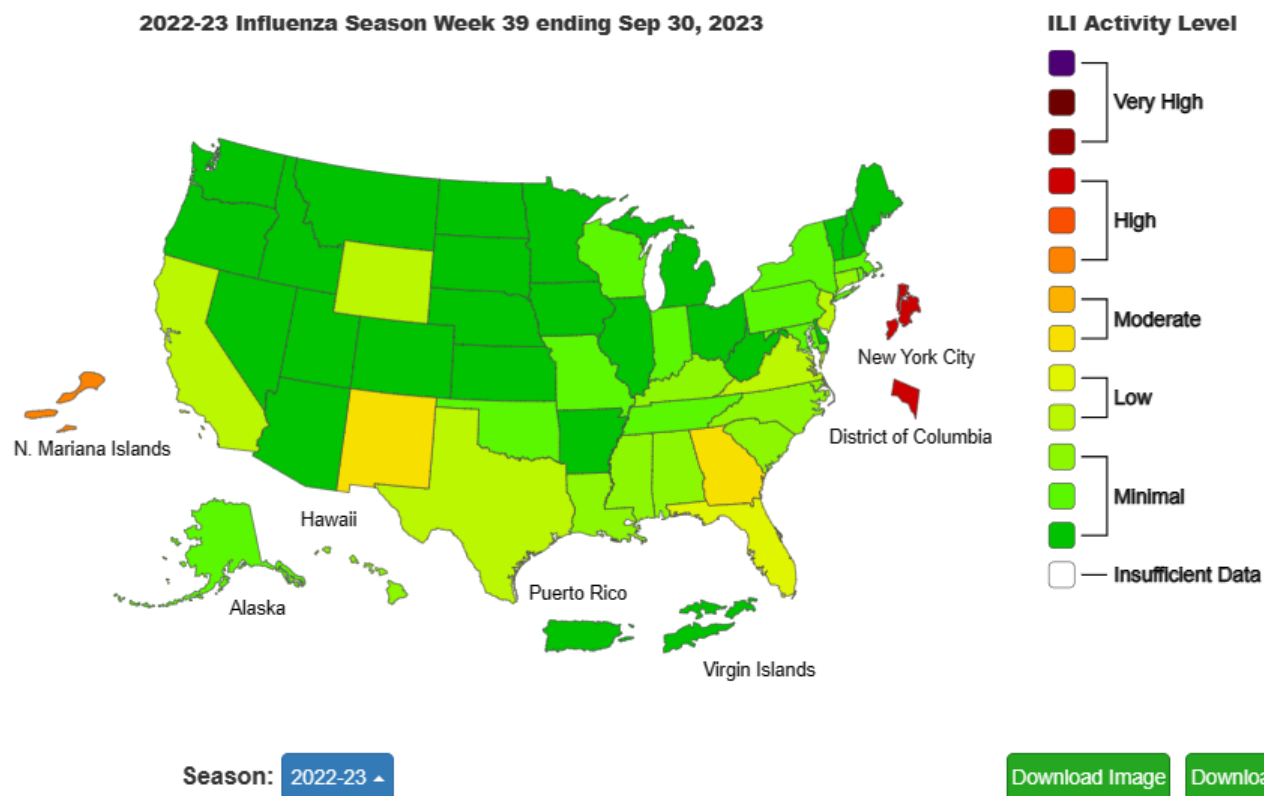 2022-23 Influenza Season Week 39 ending Sep 30, 2023
ILI Activity Level
Very High
High
Moderate
Low
Minimal
Insufficient Data
New York City
District of Columbia
N. Mariana Islands
Hawaii
Alaska
Puerto Rico
Virgin Islands
Season: 2022-23
Download Image